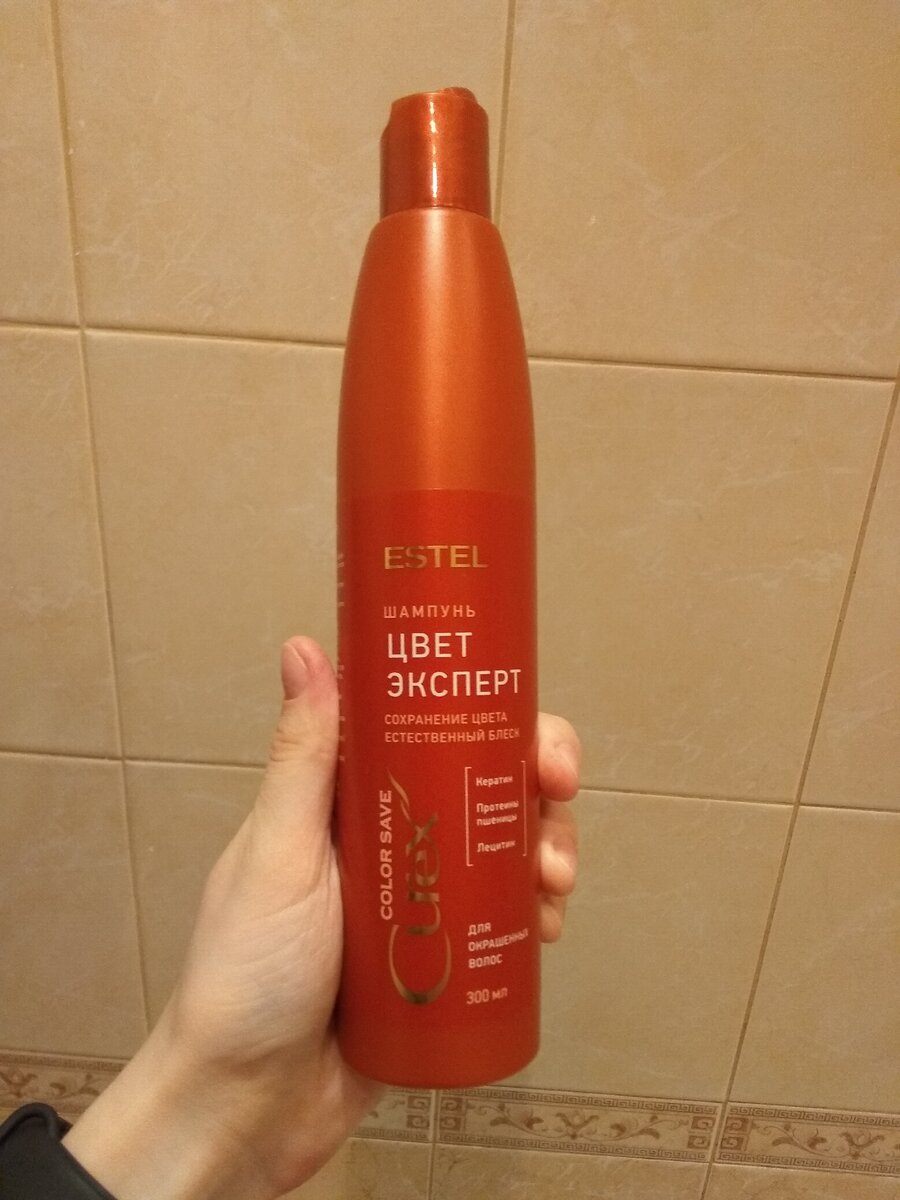 ESTEL
ШАМПУНЬ
ЦВЕТ
ЭКСПЕРТ
СОХРАНЕНИЕ ЦВЕТА
ЕСТЕСТВЕННЫЙ БЛЕСК
Кератин
Протеины
пшеницы
Лецитин
COLOR SAVE
Curex
ДЛЯ
ОКРАШЕННЫХ
ВОЛОС
300 мл